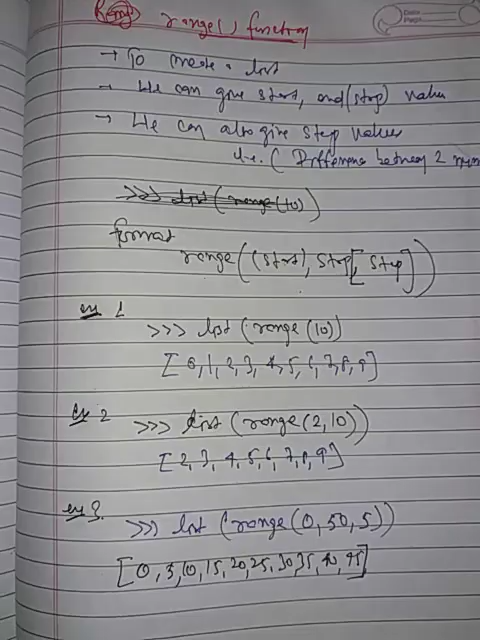 range() function
→ To create a list
→ We can give start, and (stop) value
→ We can also give step values
i.e. ( Difference between 2
>>> list (range(10)
format
range((start), stop[, step]))
ex 1
>>> list (range (10))
[0,1,2,3,4,5,6,7,8,9]
ex 2
>>> list (range(2,10))
[2,3,4,5,6,7,8,9]
ex 3.
>>> list (range(0,50,5))
[0,5,10,15,20,25,30,35,40,45]